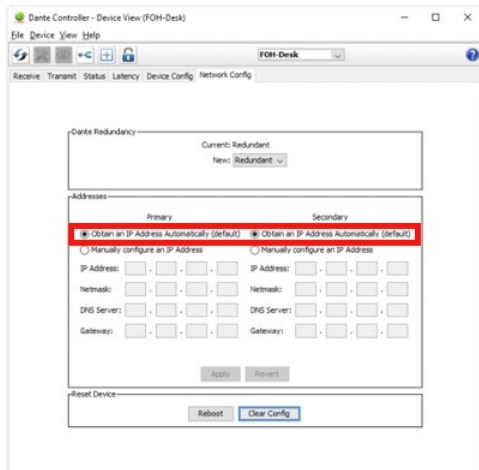 Dante Controller - Device View (FOH-Desk)
File Device View Help
FOH-Desk
Receive Transmit Status Latency Device Config Network Config
Dante Redundancy
Current: Redundant
New: Redundant
Addresses
Primary Secondary
Obtain an IP Address Automatically (default) Obtain an IP Address Automatically (default)
Manually configure an IP Address Manually configure an IP Address
IP Address: . . . IP Address: . . .
Netmask: . . . Netmask: . . .
DNS Server: . . . DNS Server: . . .
Gateway: . . . Gateway: . . .
Apply Revert
Reset Device
Reboot Clear Config